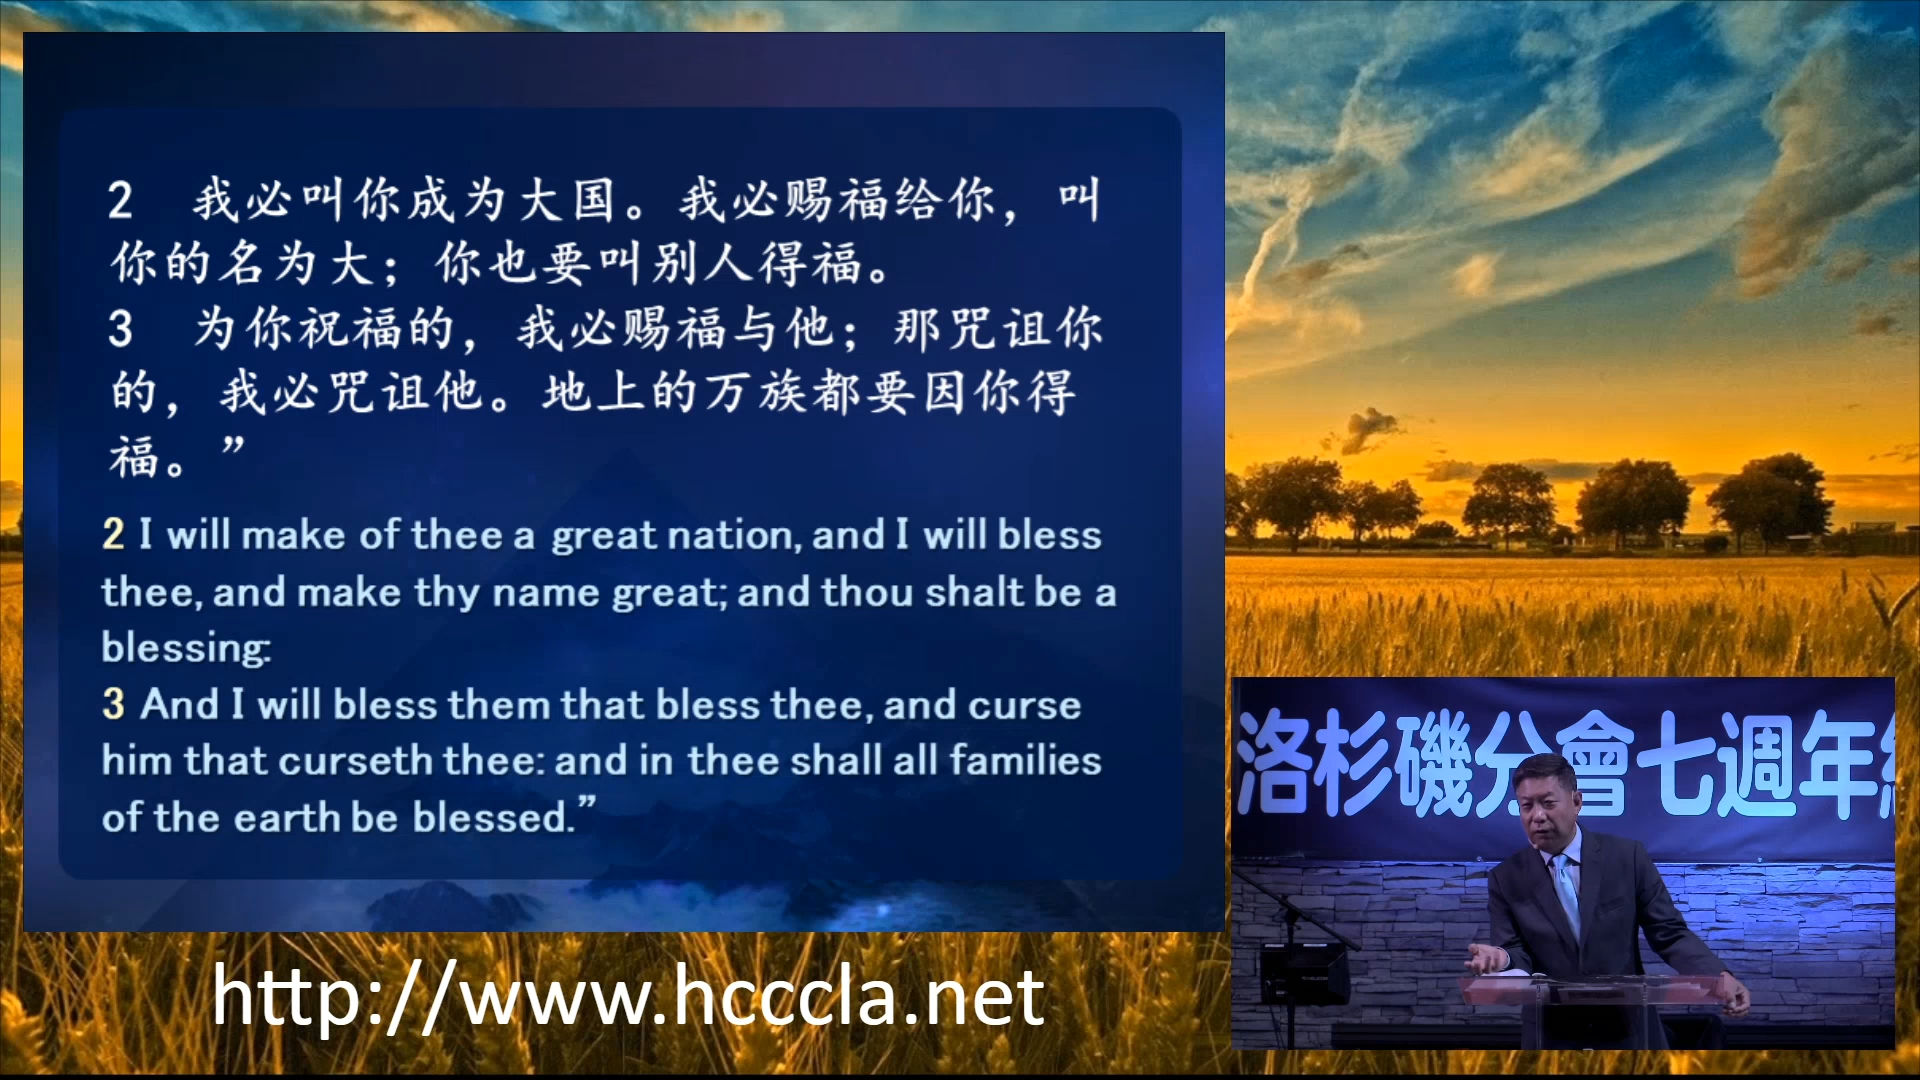 2 我必叫你成为大国。我必赐福给你，叫
你的名为大；你也要叫别人得福。
3 为你祝福的，我必赐福与他；那咒诅你
的，我必咒诅他。地上的万族都要因你得
福。”
2 I will make of thee a great nation, and I will bless
thee, and make thy name great; and thou shalt be a
blessing:
3 And I will bless them that bless thee, and curse
him that curseth thee: and in thee shall all families
of the earth be blessed.”
洛杉磯分會七週年
http://www.hcccla.net